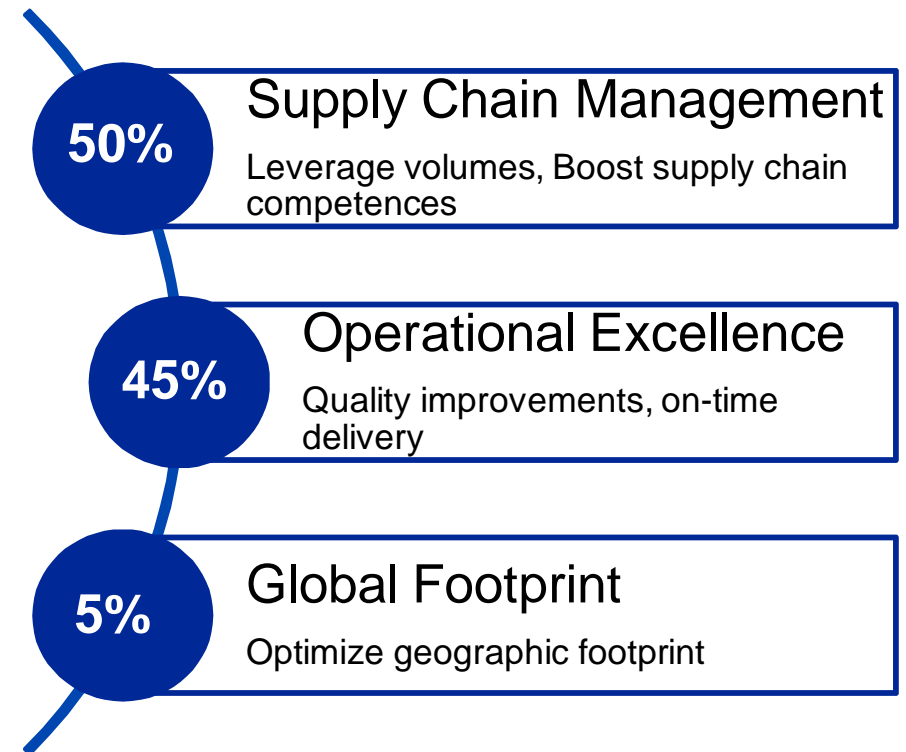 50%
Supply Chain Management
Leverage volumes, Boost supply chain
competences
45%
Operational Excellence
Quality improvements, on-time
delivery
5%
Global Footprint
Optimize geographic footprint